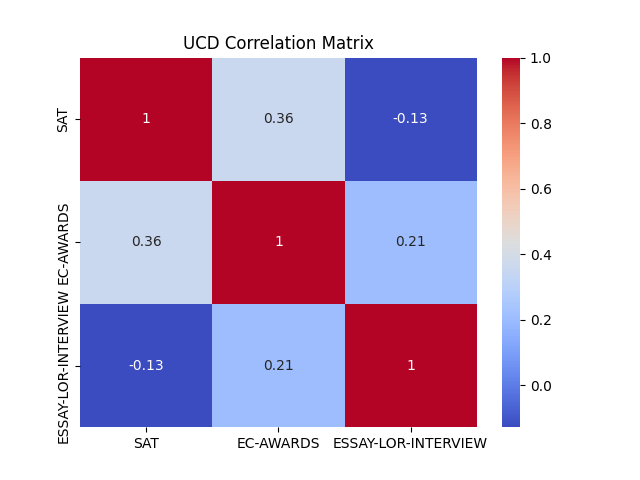 UCD Correlation Matrix
SAT
EC-AWARDS
ESSAY-LOR-INTERVIEW
1 0.36 -0.13
0.36 1 0.21
-0.13 0.21 1
SAT EC-AWARDS ESSAY-LOR-INTERVIEW
1.0
0.8
0.6
0.4
0.2
0.0